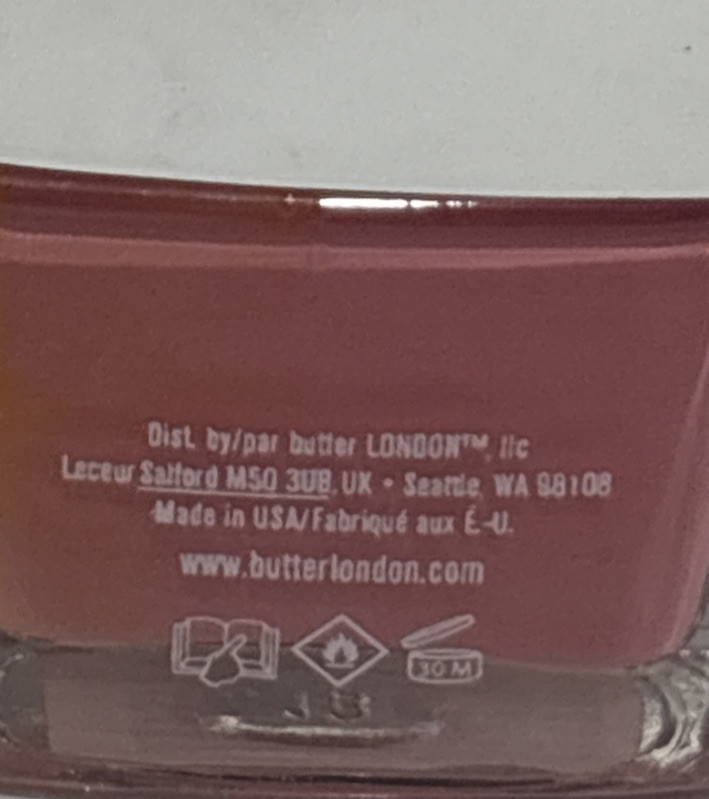 Dist. by/par butter LONDON™, llc
Leceur Salford M50 3UB, UK • Seattle, WA 98108
Made in USA/Fabriqué aux É-U.
www.butterlondon.com
30 M